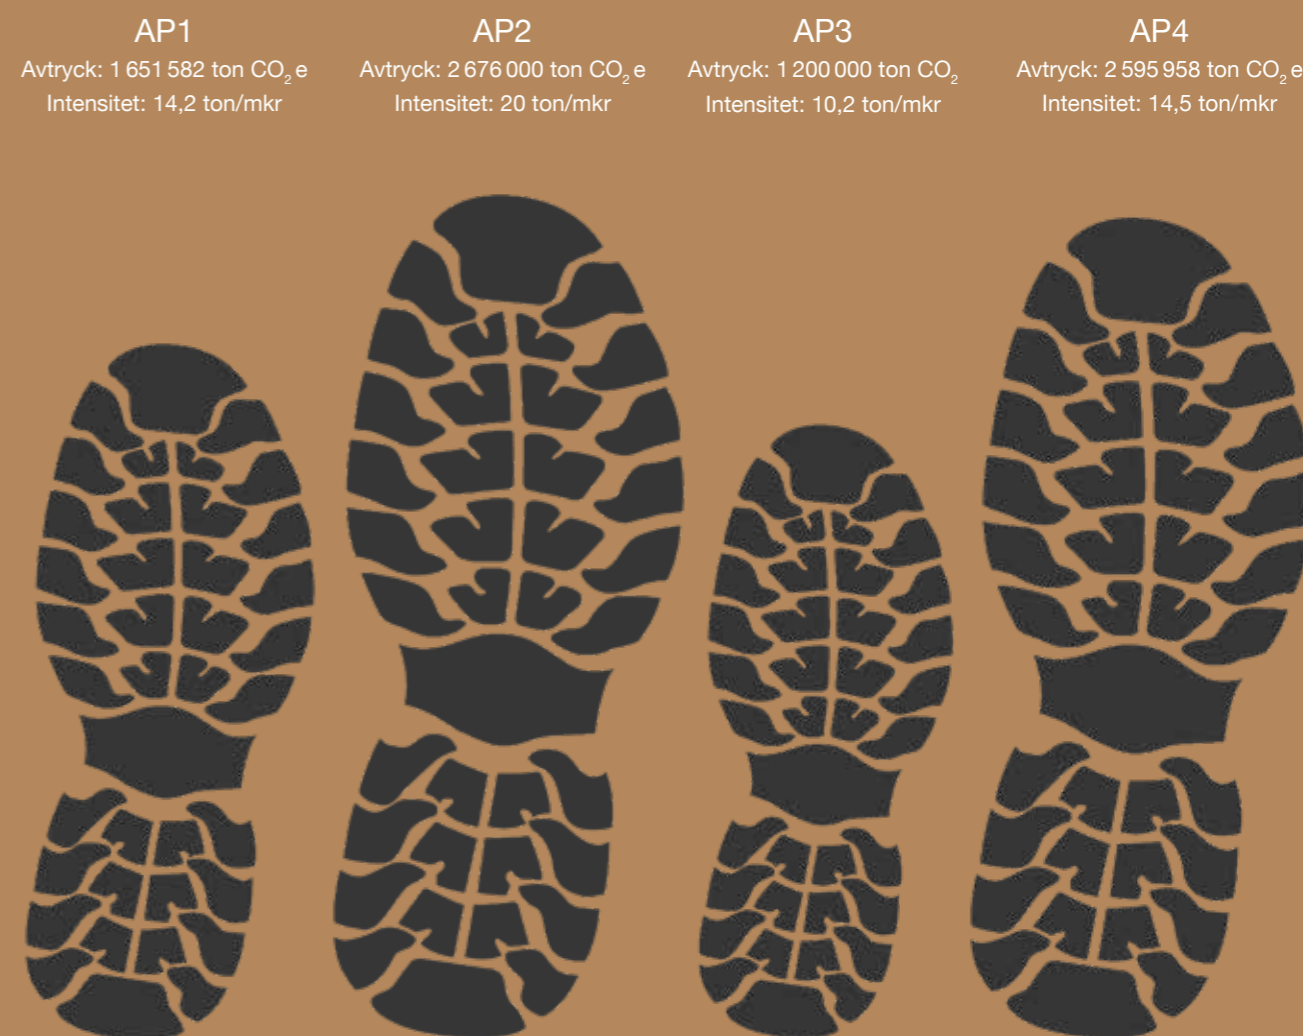 AP1
Avtryck: 1 651 582 ton CO₂ e
Intensitet: 14,2 ton/mkr
AP2
Avtryck: 2 676 000 ton CO₂ e
Intensitet: 20 ton/mkr
AP3
Avtryck: 1 200 000 ton CO₂
Intensitet: 10,2 ton/mkr
AP4
Avtryck: 2 595 958 ton CO₂ e
Intensitet: 14,5 ton/mkr